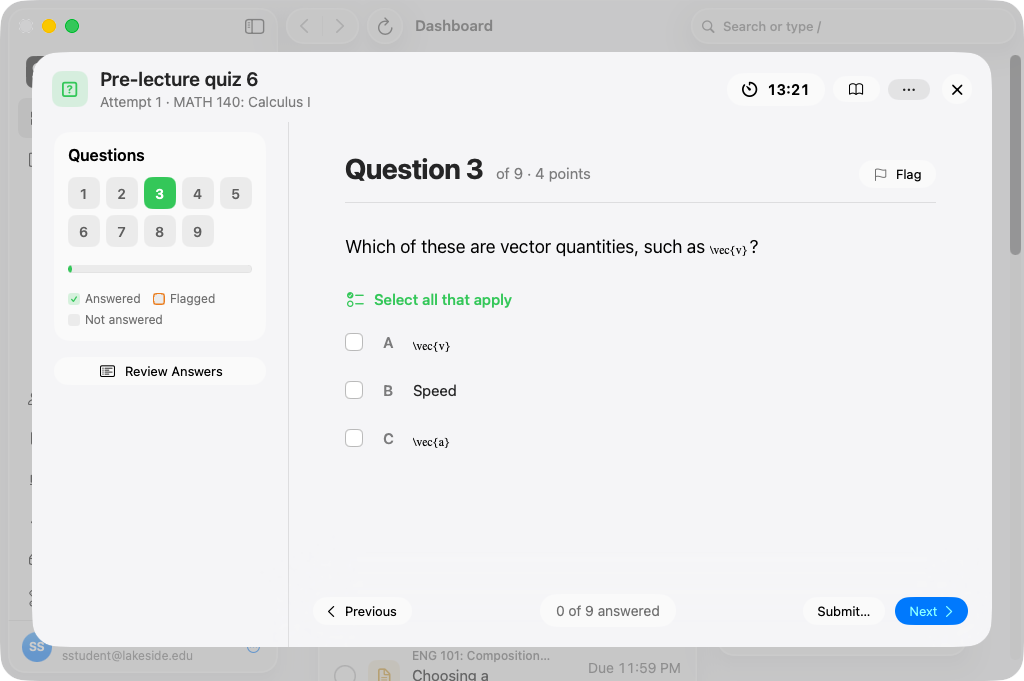 Dashboard
Search or type /
Pre-lecture quiz 6
Attempt 1 · MATH 140: Calculus I
13:21
Questions
1 2 3 4 5
6 7 8 9
Answered Flagged
Not answered
Review Answers
Question 3 of 9 · 4 points
Flag
Which of these are vector quantities, such as \vec{v}?
Select all that apply
A \vec{v}
B Speed
C \vec{a}
Previous
0 of 9 answered
Submit...
Next
SS
sstudent@lakeside.edu
ENG 101: Composition...
Choosing a
Due 11:59 PM